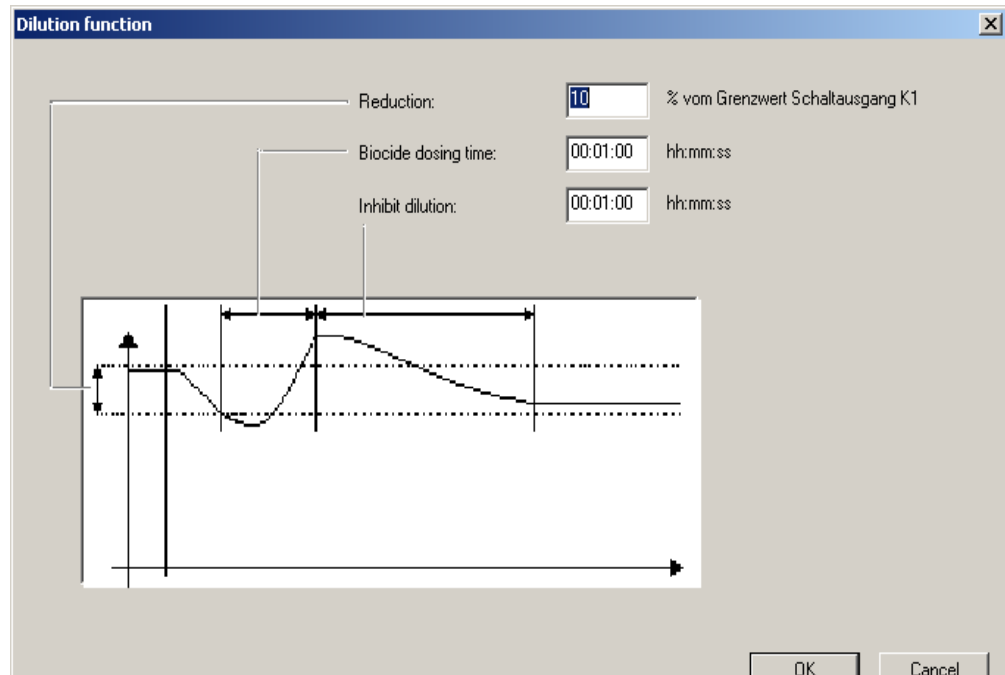 Dilution function
Reduction: 10 % vom Grenzwert Schaltausgang K1
Biocide dosing time: 00:01:00 hh:mm:ss
Inhibit dilution: 00:01:00 hh:mm:ss
OK Cancel